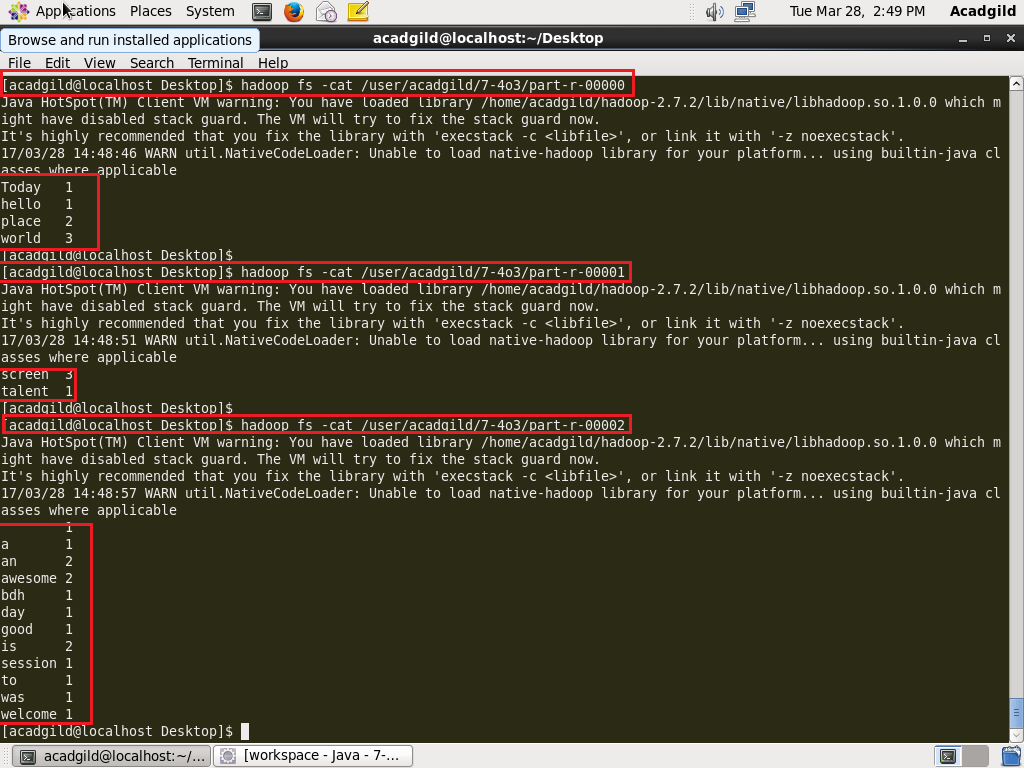 Applications Places System Tue Mar 28, 2:49 PM Acadgild
Browse and run installed applications
acadgild@localhost:~/Desktop
File Edit View Search Terminal Help
[acadgild@localhost Desktop]$ hadoop fs -cat /user/acadgild/7-4o3/part-r-00000
Java HotSpot(TM) Client VM warning: You have loaded library /home/acadgild/hadoop-2.7.2/lib/native/libhadoop.so.1.0.0 which m
ight have disabled stack guard. The VM will try to fix the stack guard now.
It's highly recommended that you fix the library with 'execstack -c <libfile>', or link it with '-z noexecstack'.
17/03/28 14:48:46 WARN util.NativeCodeLoader: Unable to load native-hadoop library for your platform... using builtin-java cl
asses where applicable
Today 1
hello 1
place 2
world 3
[acadgild@localhost Desktop]$
[acadgild@localhost Desktop]$ hadoop fs -cat /user/acadgild/7-4o3/part-r-00001
Java HotSpot(TM) Client VM warning: You have loaded library /home/acadgild/hadoop-2.7.2/lib/native/libhadoop.so.1.0.0 which m
ight have disabled stack guard. The VM will try to fix the stack guard now.
It's highly recommended that you fix the library with 'execstack -c <libfile>', or link it with '-z noexecstack'.
17/03/28 14:48:51 WARN util.NativeCodeLoader: Unable to load native-hadoop library for your platform... using builtin-java cl
asses where applicable
screen 3
talent 1
[acadgild@localhost Desktop]$
[acadgild@localhost Desktop]$ hadoop fs -cat /user/acadgild/7-4o3/part-r-00002
Java HotSpot(TM) Client VM warning: You have loaded library /home/acadgild/hadoop-2.7.2/lib/native/libhadoop.so.1.0.0 which m
ight have disabled stack guard. The VM will try to fix the stack guard now.
It's highly recommended that you fix the library with 'execstack -c <libfile>', or link it with '-z noexecstack'.
17/03/28 14:48:57 WARN util.NativeCodeLoader: Unable to load native-hadoop library for your platform... using builtin-java cl
asses where applicable
1
a 1
an 2
awesome 2
bdh 1
day 1
good 1
is 2
session 1
to 1
was 1
welcome 1
[acadgild@localhost Desktop]$
acadgild@localhost:~/... [workspace - Java - 7-...